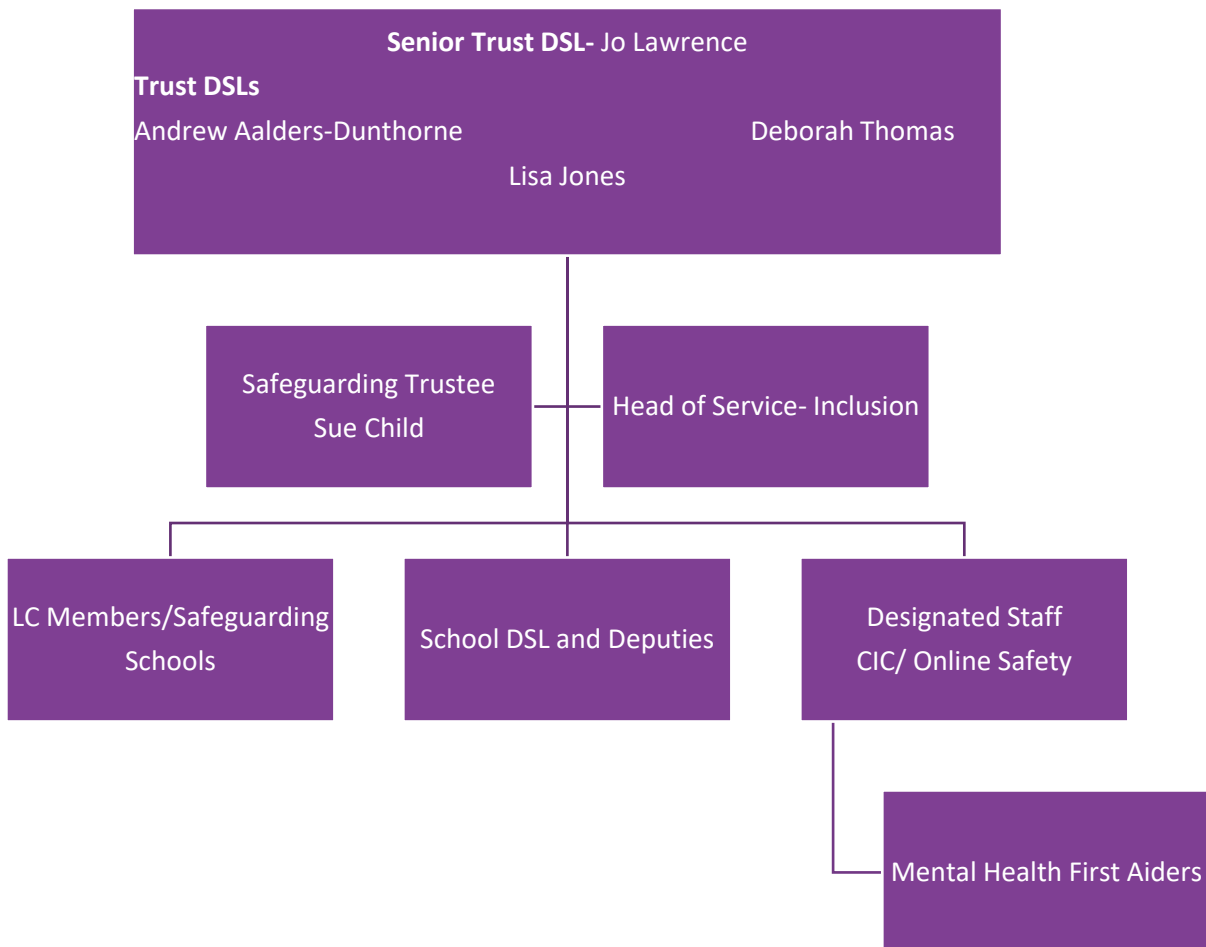 Senior Trust DSL- Jo Lawrence
Trust DSLs
Andrew Aalders-Dunthorne Deborah Thomas
Lisa Jones
Safeguarding Trustee
Sue Child
Head of Service- Inclusion
LC Members/Safeguarding
Schools
School DSL and Deputies
Designated Staff
CIC/ Online Safety
Mental Health First Aiders